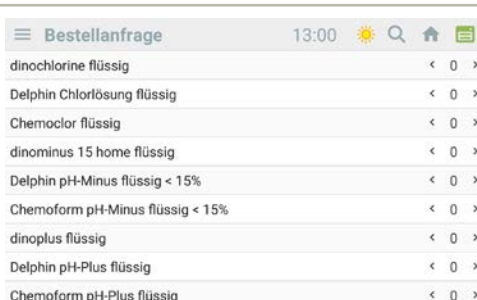 Bestellanfrage 13:00
dinochlorine flüssig < 0 >
Delphin Chlorlösung flüssig < 0 >
Chemoclor flüssig < 0 >
dinominus 15 home flüssig < 0 >
Delphin pH-Minus flüssig < 15% < 0 >
Chemoform pH-Minus flüssig < 15% < 0 >
dinoplus flüssig < 0 >
Delphin pH-Plus flüssig < 0 >
Chemoform pH-Plus flüssig < 0 >